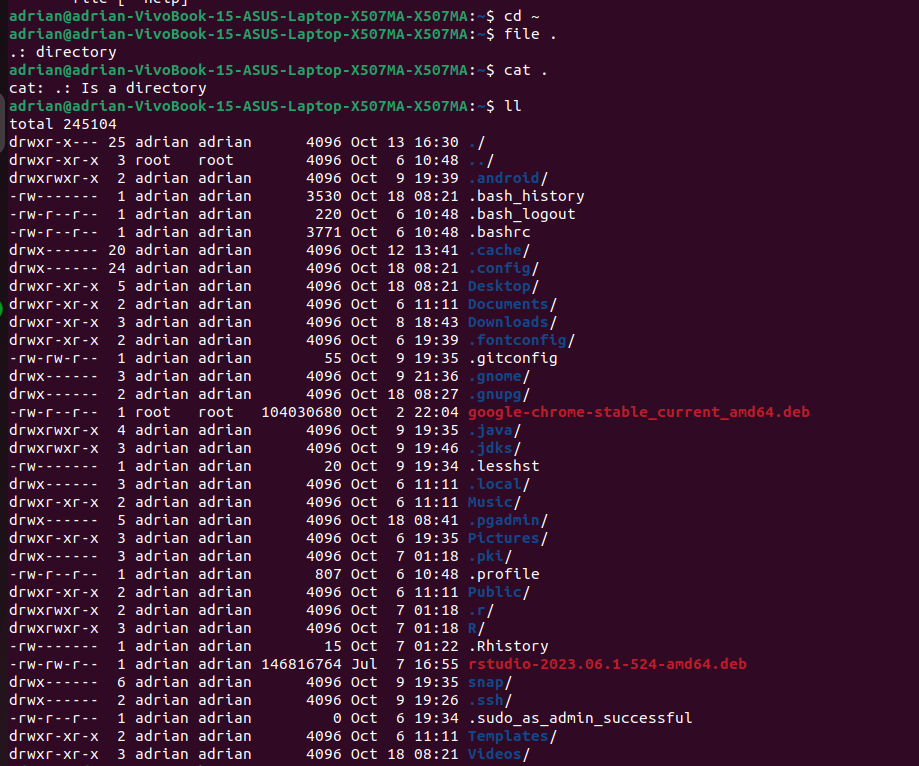 file [--help]
adrian@adrian-VivoBook-15-ASUS-Laptop-X507MA-X507MA:~$ cd ~
adrian@adrian-VivoBook-15-ASUS-Laptop-X507MA-X507MA:~$ file .
.: directory
adrian@adrian-VivoBook-15-ASUS-Laptop-X507MA-X507MA:~$ cat .
cat: .: Is a directory
adrian@adrian-VivoBook-15-ASUS-Laptop-X507MA-X507MA:~$ ll
total 245104
drwxr-x--- 25 adrian adrian      4096 Oct 13 16:30 ./
drwxr-xr-x  3 root   root        4096 Oct  6 10:48 ../
drwxrwxr-x  2 adrian adrian      4096 Oct  9 19:39 .android/
-rw-------  1 adrian adrian      3530 Oct 18 08:21 .bash_history
-rw-r--r--  1 adrian adrian       220 Oct  6 10:48 .bash_logout
-rw-r--r--  1 adrian adrian      3771 Oct  6 10:48 .bashrc
drwx------ 20 adrian adrian      4096 Oct 12 13:41 .cache/
drwx------ 24 adrian adrian      4096 Oct 18 08:21 .config/
drwxr-xr-x  5 adrian adrian      4096 Oct 18 08:21 Desktop/
drwxr-xr-x  2 adrian adrian      4096 Oct  6 11:11 Documents/
drwxr-xr-x  3 adrian adrian      4096 Oct  8 18:43 Downloads/
drwxr-xr-x  2 adrian adrian      4096 Oct  6 19:39 .fontconfig/
-rw-rw-r--  1 adrian adrian        55 Oct  9 19:35 .gitconfig
drwx------  3 adrian adrian      4096 Oct  9 21:36 .gnome/
drwx------  2 adrian adrian      4096 Oct 18 08:27 .gnupg/
-rw-r--r--  1 root   root   104030680 Oct  2 22:04 google-chrome-stable_current_amd64.deb
drwxrwxr-x  4 adrian adrian      4096 Oct  9 19:35 .java/
drwxrwxr-x  3 adrian adrian      4096 Oct  9 19:46 .jdks/
-rw-------  1 adrian adrian        20 Oct  9 19:34 .lesshst
drwx------  3 adrian adrian      4096 Oct  6 11:11 .local/
drwxr-xr-x  2 adrian adrian      4096 Oct  6 11:11 Music/
drwx------  5 adrian adrian      4096 Oct 18 08:41 .pgadmin/
drwxr-xr-x  3 adrian adrian      4096 Oct  6 19:35 Pictures/
drwx------  3 adrian adrian      4096 Oct  7 01:18 .pki/
-rw-r--r--  1 adrian adrian       807 Oct  6 10:48 .profile
drwxr-xr-x  2 adrian adrian      4096 Oct  6 11:11 Public/
drwxrwxr-x  2 adrian adrian      4096 Oct  7 01:18 .r/
drwxrwxr-x  3 adrian adrian      4096 Oct  7 01:18 R/
-rw-------  1 adrian adrian        15 Oct  7 01:22 .Rhistory
-rw-rw-r--  1 adrian adrian 146816764 Jul  7 16:55 rstudio-2023.06.1-524-amd64.deb
drwx------  6 adrian adrian      4096 Oct  9 19:35 snap/
drwx------  2 adrian adrian      4096 Oct  9 19:26 .ssh/
-rw-r--r--  1 adrian adrian         0 Oct  6 19:34 .sudo_as_admin_successful
drwxr-xr-x  2 adrian adrian      4096 Oct  6 11:11 Templates/
drwxr-xr-x  3 adrian adrian      4096 Oct 18 08:21 Videos/